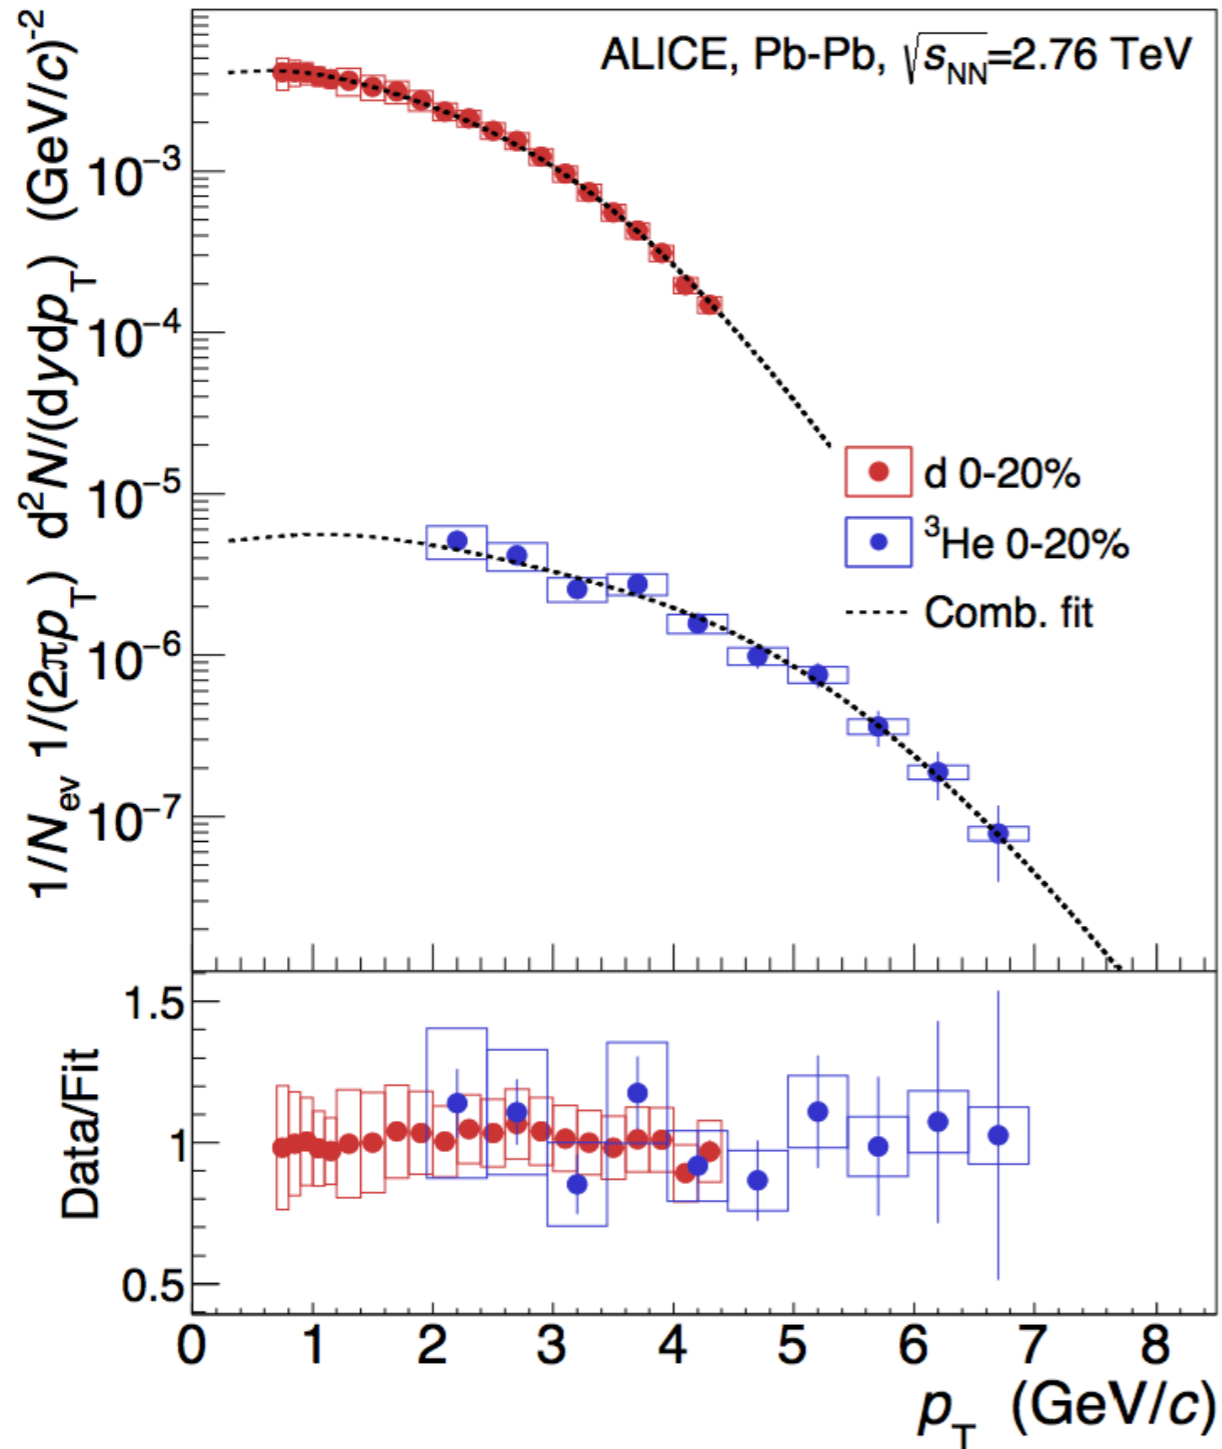 ALICE, Pb-Pb, √sNN=2.76 TeV
1/Nev 1/(2πpT) d²N/(dydpT) (GeV/c)⁻²
10⁻³
10⁻⁴
10⁻⁵
10⁻⁶
10⁻⁷
d 0-20%
³He 0-20%
Comb. fit
Data/Fit
1.5
1
0.5
0 1 2 3 4 5 6 7 8
pT (GeV/c)